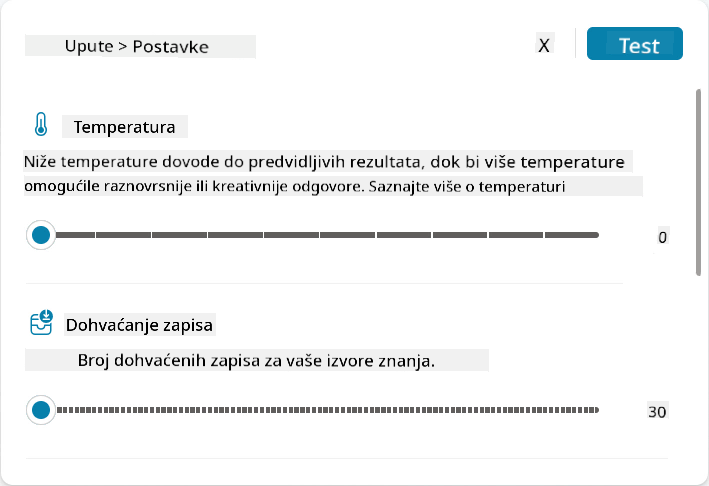 Upute > Postavke
X
Test
Temperatura
Niže temperature dovode do predvidljivih rezultata, dok bi više temperature
omogućile raznovrsnije ili kreativnije odgovore. Saznajte više o temperaturi
0
Dohvaćanje zapisa
Broj dohvaćenih zapisa za vaše izvore znanja.
30